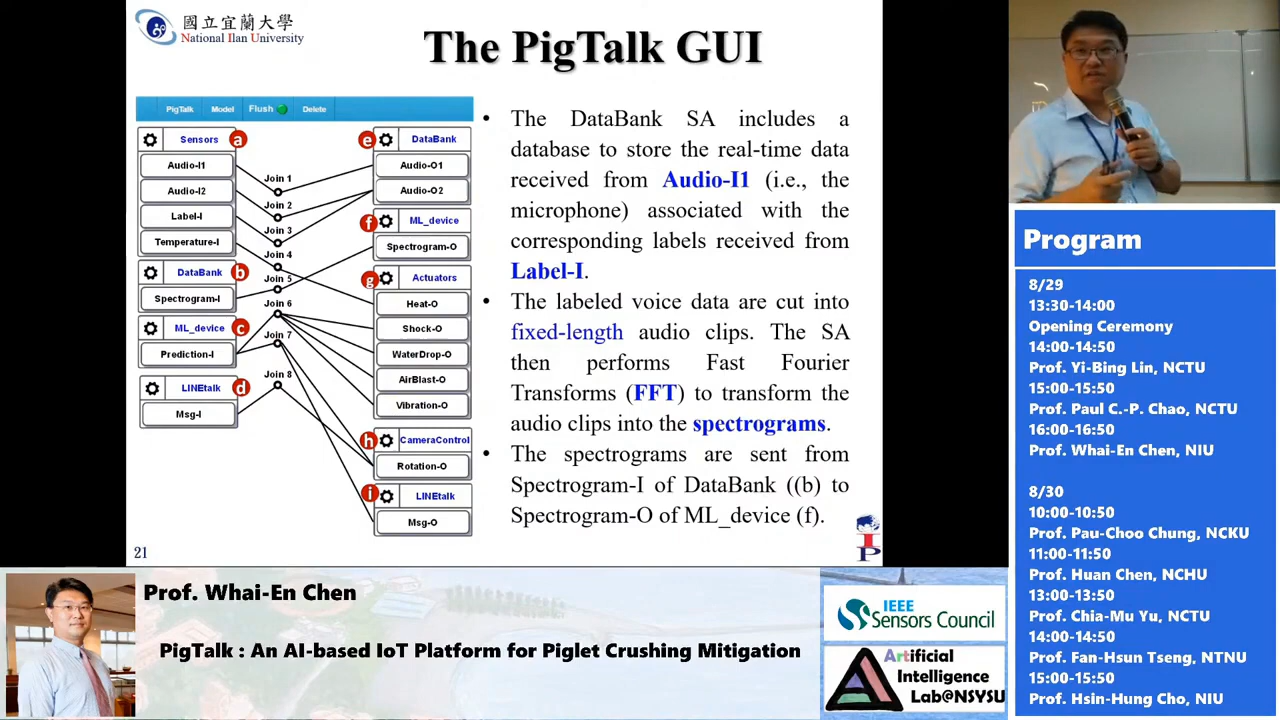 國立宜蘭大學
National Ilan University
The PigTalk GUI
PigTalk Model Flush Delete
Sensors a
Audio-I1
Audio-I2
Label-I
Temperature-I
DataBank b
Spectrogram-I
ML_device c
Prediction-I
LINEtalk d
Msg-I
Join 1
Join 2
Join 3
Join 4
Join 5
Join 6
Join 7
Join 8
e DataBank
Audio-O1
Audio-O2
f ML_device
Spectrogram-O
g Actuators
Heat-O
Shock-O
WaterDrop-O
AirBlast-O
Vibration-O
h CameraControl
Rotation-O
i LINEtalk
Msg-O
• The DataBank SA includes a
database to store the real-time data
received from Audio-I1 (i.e., the
microphone) associated with the
corresponding labels received from
Label-I.
• The labeled voice data are cut into
fixed-length audio clips. The SA
then performs Fast Fourier
Transforms (FFT) to transform the
audio clips into the spectrograms.
• The spectrograms are sent from
Spectrogram-I of DataBank ((b) to
Spectrogram-O of ML_device (f).
21
IP
Program
8/29
13:30-14:00
Opening Ceremony
14:00-14:50
Prof. Yi-Bing Lin, NCTU
15:00-15:50
Prof. Paul C.-P. Chao, NCTU
16:00-16:50
Prof. Whai-En Chen, NIU
8/30
10:00-10:50
Prof. Pau-Choo Chung, NCKU
11:00-11:50
Prof. Huan Chen, NCHU
13:00-13:50
Prof. Chia-Mu Yu, NCTU
14:00-14:50
Prof. Fan-Hsun Tseng, NTNU
15:00-15:50
Prof. Hsin-Hung Cho, NIU
Prof. Whai-En Chen
PigTalk : An AI-based IoT Platform for Piglet Crushing Mitigation
IEEE
Sensors Council
Artificial
Intelligence
Lab@NSYSU